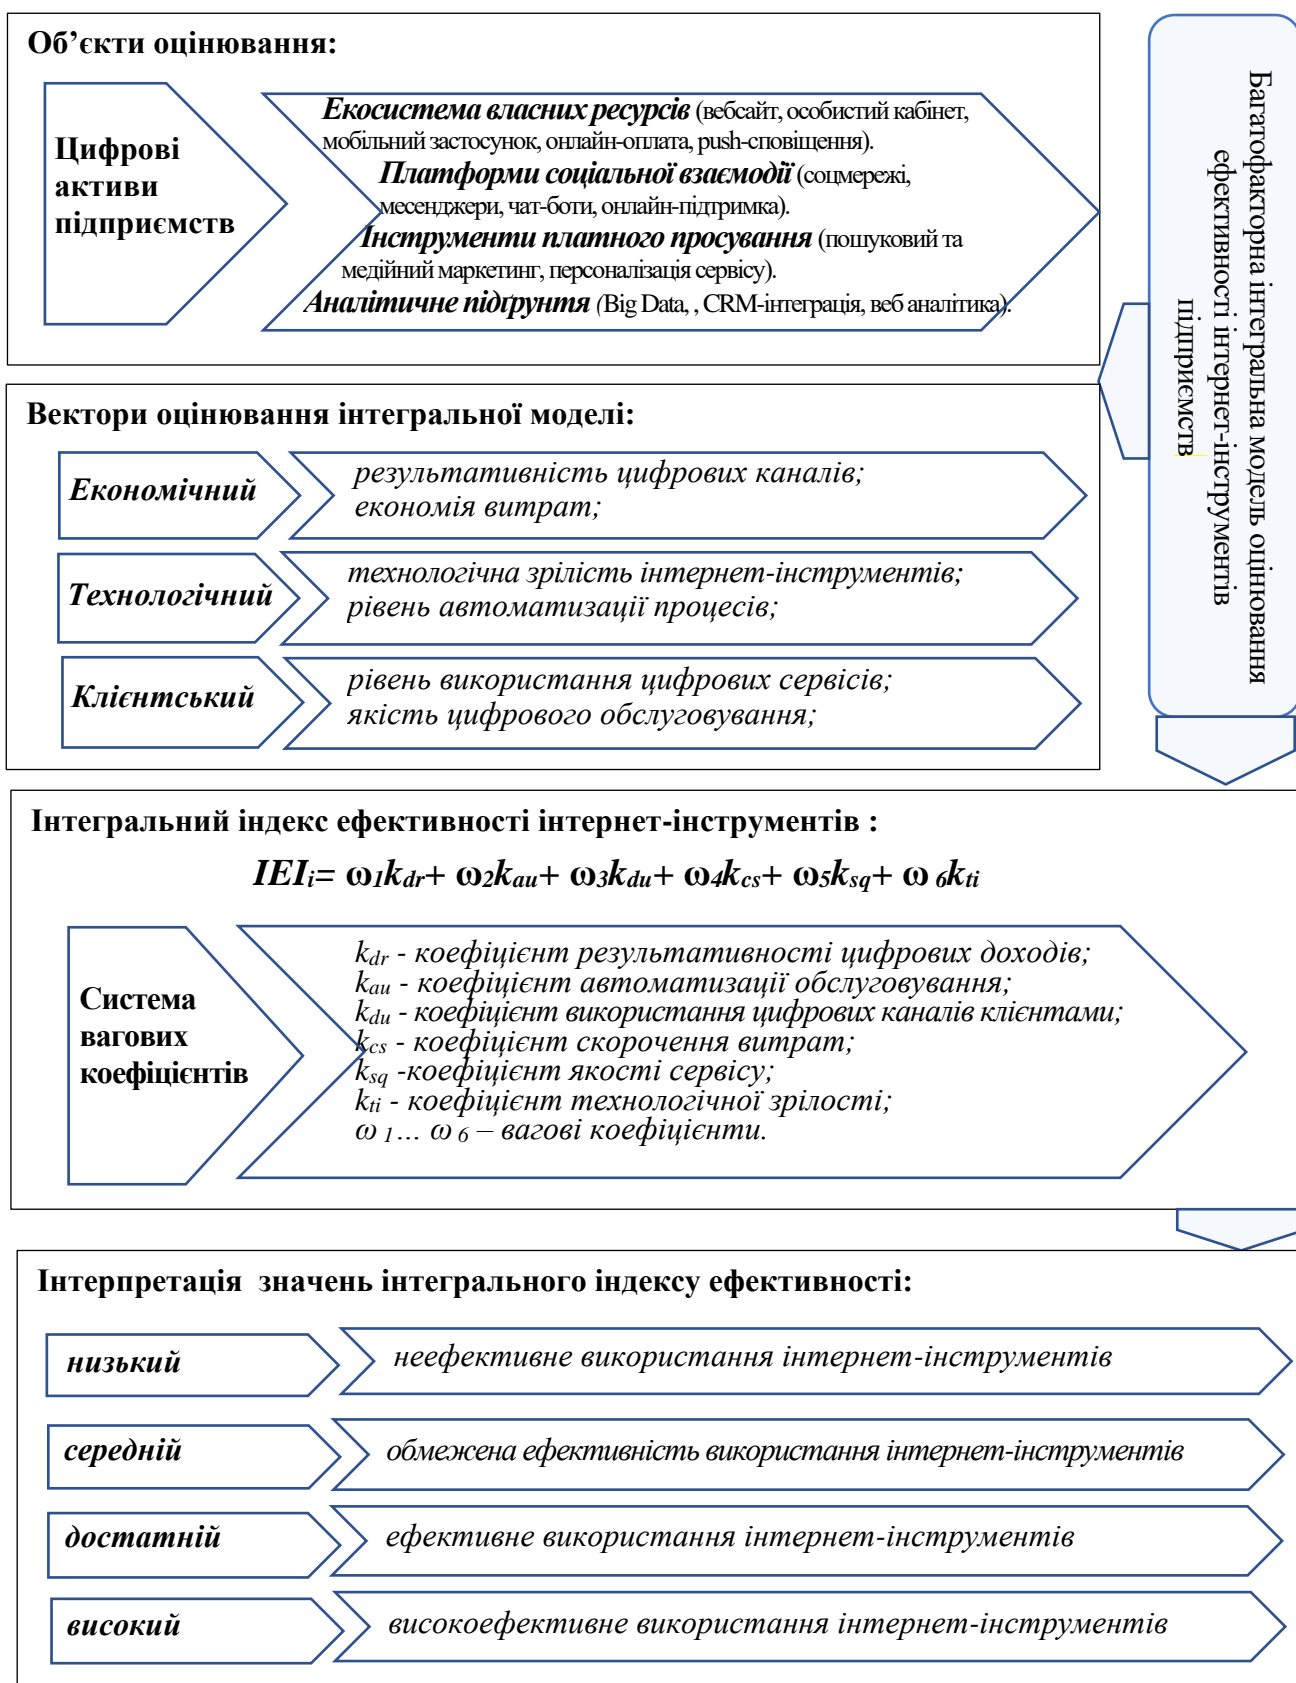 Об’єкти оцінювання:
Цифрові
активи
підприємств
Екосистема власних ресурсів (вебсайт, особистий кабінет,
мобільний застосунок, онлайн-оплата, push-сповіщення).
Платформи соціальної взаємодії (соцмережі,
месенджери, чат-боти, онлайн-підтримка).
Інструменти платного просування (пошуковий та
медійний маркетинг, персоналізація сервісу).
Аналітичне підґрунтя (Big Data, , CRM-інтеграція, веб аналітика).
Багатофакторна інтегральна модель оцінювання
ефективності інтернет-інструментів
підприємств
Вектори оцінювання інтегральної моделі:
Економічний
результативність цифрових каналів;
економія витрат;
Технологічний
технологічна зрілість інтернет-інструментів;
рівень автоматизації процесів;
Клієнтський
рівень використання цифрових сервісів;
якість цифрового обслуговування;
Інтегральний індекс ефективності інтернет-інструментів :
IEIi= ω1kdr+ ω2kau+ ω3kdu+ ω4kcs+ ω5ksq+ ω 6kti
Система
вагових
коефіцієнтів
kdr - коефіцієнт результативності цифрових доходів;
kau - коефіцієнт автоматизації обслуговування;
kdu - коефіцієнт використання цифрових каналів клієнтами;
kcs - коефіцієнт скорочення витрат;
ksq -коефіцієнт якості сервісу;
kti - коефіцієнт технологічної зрілості;
ω 1… ω 6 – вагові коефіцієнти.
Інтерпретація значень інтегрального індексу ефективності:
низький
неефективне використання інтернет-інструментів
середній
обмежена ефективність використання інтернет-інструментів
достатній
ефективне використання інтернет-інструментів
високий
високоефективне використання інтернет-інструментів